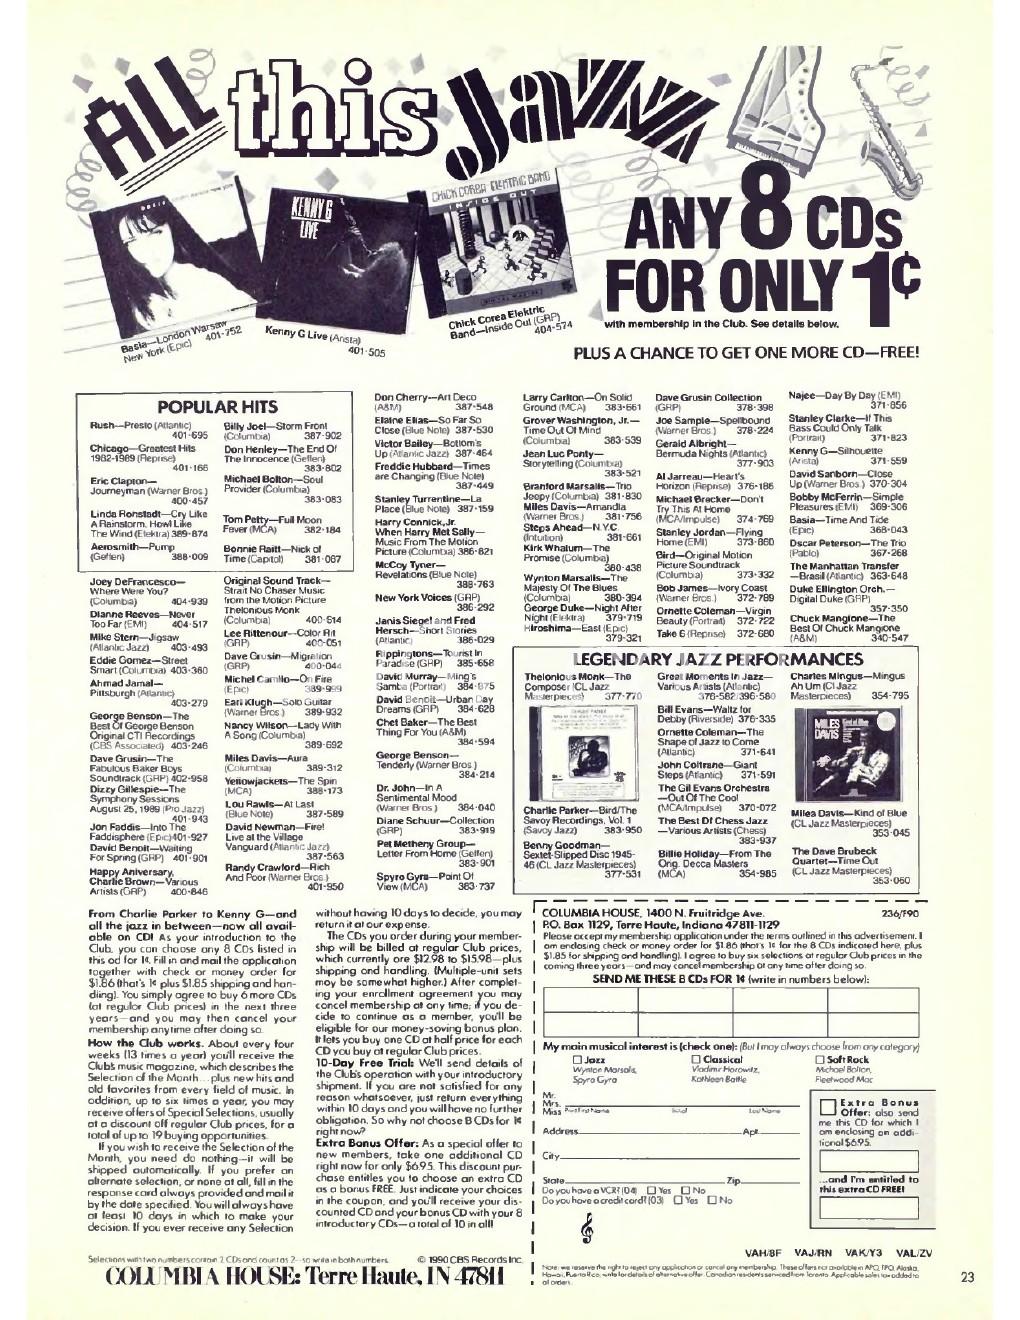 ALL this Jazz
BASIA
KENNY G
LIVE
CHICK COREA ELEKTRIC BAND
INSIDE OUT
ANY 8 CDs
FOR ONLY 1¢
with membership in the Club. See details below.
PLUS A CHANCE TO GET ONE MORE CD—FREE!
Basia—London Warsaw
New York (Epic) 401-752
Kenny G Live (Arista)
401-505
Chick Corea Elektric
Band—Inside Out (GRP)
404-574
POPULAR HITS
Rush—Presto (Atlantic)
401-695
Chicago—Greatest Hits
1982-1989 (Reprise)
401-166
Eric Clapton—
Journeyman (Warner Bros.)
400-457
Linda Ronstadt—Cry Like
A Rainstorm, Howl Like
The Wind (Elektra) 389-874
Aerosmith—Pump
(Geffen) 388-009
Billy Joel—Storm Front
(Columbia) 387-902
Don Henley—The End Of
The Innocence (Geffen)
383-802
Michael Bolton—Soul
Provider (Columbia)
383-083
Tom Petty—Full Moon
Fever (MCA) 382-184
Bonnie Raitt—Nick of
Time (Capitol) 381-087
Joey DeFrancesco—
Where Were You?
(Columbia) 404-939
Dianne Reeves—Never
Too Far (EMI) 404-517
Mike Stern—Jigsaw
(Atlantic Jazz) 403-493
Eddie Gomez—Street
Smart (Columbia) 403-360
Ahmad Jamal—
Pittsburgh (Atlantic)
403-279
George Benson—The
Best Of George Benson
Original CTI Recordings
(CBS Associated) 403-246
Dave Grusin—The
Fabulous Baker Boys
Soundtrack (GRP) 402-958
Dizzy Gillespie—The
Symphony Sessions
August 25, 1989 (Pro Jazz)
401-943
Jon Faddis—Into The
Faddisphere (Epic) 401-927
David Benoit—Waiting
For Spring (GRP) 401-901
Happy Aniversary,
Charlie Brown—Various
Artists (GRP) 400-846
Original Sound Track—
Strait No Chaser Music
from the Motion Picture
Thelonious Monk
(Columbia) 400-614
Lee Rittenour—Color Rit
(GRP) 400-051
Dave Grusin—Migration
(GRP) 400-044
Michel Camilo—On Fire
(Epic) 389-999
Earl Klugh—Solo Guitar
(Warner Bros.) 389-932
Nancy Wilson—Lady With
A Song (Columbia)
389-692
Miles Davis—Aura
(Columbia) 389-312
Yellowjackets—The Spin
(MCA) 388-173
Lou Rawls—At Last
(Blue Note) 387-589
David Newman—Fire!
Live at the Village
Vanguard (Atlantic Jazz)
387-563
Randy Crawford—Rich
And Poor (Warner Bros.)
401-950
Don Cherry—Art Deco
(A&M) 387-548
Elaine Elias—So Far So
Close (Blue Note) 387-530
Victor Bailey—Bottom's
Up (Atlantic Jazz) 387-464
Freddie Hubbard—Times
are Changing (Blue Note)
387-449
Stanley Turrentine—La
Place (Blue Note) 387-159
Harry Connick, Jr.
When Harry Met Sally—
Music From The Motion
Picture (Columbia) 386-821
McCoy Tyner—
Revelations (Blue Note)
386-763
New York Voices (GRP)
386-292
Janis Siegel and Fred
Hersch—Short Stories
(Atlantic) 386-029
Rippingtons—Tourist In
Paradise (GRP) 385-658
David Murray—Ming's
Samba (Portrait) 384-875
David Benoit—Urban Day
Dreams (GRP) 384-628
Chet Baker—The Best
Thing For You (A&M)
384-594
George Benson—
Tenderly (Warner Bros.)
384-214
Dr. John—In A
Sentimental Mood
(Warner Bros.) 384-040
Diane Schuur—Collection
(GRP) 383-919
Pat Metheny Group—
Letter From Home (Geffen)
383-901
Spyro Gyra—Point Of
View (MCA) 383-737
Larry Carlton—On Solid
Ground (MCA) 383-661
Grover Washington, Jr.—
Time Out Of Mind
(Columbia) 383-539
Jean Luc Ponty—
Storytelling (Columbia)
383-521
Branford Marsalis—Trio
Jeepy (Columbia) 381-830
Miles Davis—Amandla
(Warner Bros.) 381-756
Steps Ahead—N.Y.C.
(Intuition) 381-661
Kirk Whalum—The
Promise (Columbia)
380-438
Wynton Marsalis—The
Majesty Of The Blues
(Columbia) 380-394
George Duke—Night After
Night (Elektra) 379-719
Hiroshima—East (Epic)
379-321
Dave Grusin Collection
(GRP) 378-398
Joe Sample—Spellbound
(Warner Bros.) 378-224
Gerald Albright—
Bermuda Nights (Atlantic)
377-903
Al Jarreau—Heart's
Horizon (Reprise) 376-186
Michael Brecker—Don't
Try This At Home
(MCA/Impulse) 374-769
Stanley Jordan—Flying
Home (EMI) 373-860
Bird—Original Motion
Picture Soundtrack
(Columbia) 373-332
Bob James—Ivory Coast
(Warner Bros.) 372-789
Ornette Coleman—Virgin
Beauty (Portrait) 372-722
Take 6 (Reprise) 372-680
Najee—Day By Day (EMI)
371-856
Stanley Clarke—If This
Bass Could Only Talk
(Portrait) 371-823
Kenny G—Silhouette
(Arista) 371-559
David Sanborn—Close
Up (Warner Bros.) 370-304
Bobby McFerrin—Simple
Pleasures (EMI) 369-306
Basia—Time And Tide
(Epic) 368-043
Oscar Peterson—The Trio
(Pablo) 367-268
The Manhattan Transfer
—Brasil (Atlantic) 363-648
Duke Ellington Orch.—
Digital Duke (GRP)
357-350
Chuck Mangione—The
Best Of Chuck Mangione
(A&M) 340-547
LEGENDARY JAZZ PERFORMANCES
Thelonious Monk—The
Composer (CL Jazz
Masterpieces) 377-770
Charlie Parker—Bird/The
Savoy Recordings, Vol. 1
(Savoy Jazz) 383-950
Benny Goodman—
Sextet-Slipped Disc 1945-
46 (CL Jazz Masterpieces)
377-531
Great Moments In Jazz—
Various Artists (Atlantic)
376-582/396-580
Bill Evans—Waltz for
Debby (Riverside) 376-335
Ornette Coleman—The
Shape of Jazz to Come
(Atlantic) 371-641
John Coltrane—Giant
Steps (Atlantic) 371-591
The Gil Evans Orchestra
—Out Of The Cool
(MCA/Impulse) 370-072
The Best Of Chess Jazz
—Various Artists (Chess)
383-937
Billie Holiday—From The
Orig. Decca Masters
(MCA) 354-985
Charles Mingus—Mingus
Ah Um (Cl Jazz
Masterpieces) 354-795
MILES
DAVIS
Kind of Blue
Miles Davis—Kind of Blue
(CL Jazz Masterpieces)
353-045
The Dave Brubeck
Quartet—Time Out
(CL Jazz Masterpieces)
353-060
From Charlie Parker to Kenny G—and
all the jazz in between—now all avail-
able on CD! As your introduction to the
Club, you can choose any 8 CDs listed in
this ad for 1¢. Fill in and mail the application
together with check or money order for
$1.86 (that's 1¢ plus $1.85 shipping and han-
dling). You simply agree to buy 6 more CDs
(at regular Club prices) in the next three
years—and you may then cancel your
membership anytime after doing so.
How the Club works. About every four
weeks (13 times a year) you'll receive the
Club's music magazine, which describes the
Selection of the Month...plus new hits and
old favorites from every field of music. In
addition, up to six times a year, you may
receive offers of Special Selections, usually
at a discount off regular Club prices, for a
total of up to 19 buying opportunities.
If you wish to receive the Selection of the
Month, you need do nothing—it will be
shipped automatically. If you prefer an
alternate selection, or none at all, fill in the
response card always provided and mail it
by the date specified. You will always have
at least 10 days in which to make your
decision. If you ever receive any Selection
without having 10 days to decide, you may
return it at our expense.
The CDs you order during your member-
ship will be billed at regular Club prices,
which currently are $12.98 to $15.98—plus
shipping and handling. (Multiple-unit sets
may be somewhat higher.) After complet-
ing your enrollment agreement you may
cancel membership at any time; if you de-
cide to continue as a member, you'll be
eligible for our money-saving bonus plan.
It lets you buy one CD at half price for each
CD you buy at regular Club prices.
10-Day Free Trial: We'll send details of
the Club's operation with your introductory
shipment. If you are not satisfied for any
reason whatsoever, just return everything
within 10 days and you will have no further
obligation. So why not choose 8 CDs for 1¢
right now?
Extra Bonus Offer: As a special offer to
new members, take one additional CD
right now for only $6.95. This discount pur-
chase entitles you to choose an extra CD
as a bonus FREE. Just indicate your choices
in the coupon, and you'll receive your dis-
counted CD and your bonus CD with your 8
introductory CDs—a total of 10 in all!
Selections with two numbers contain 2 CDs and count as 2—so write in both numbers.
© 1990 CBS Records Inc.
COLUMBIA HOUSE: Terre Haute, IN 47811
COLUMBIA HOUSE, 1400 N. Fruitridge Ave. 236/F90
P.O. Box 1129, Terre Haute, Indiana 47811-1129
Please accept my membership application under the terms outlined in this advertisement. I
am enclosing check or money order for $1.86 (that's 1¢ for the 8 CDs indicated here, plus
$1.85 for shipping and handling). I agree to buy six selections at regular Club prices in the
coming three years—and may cancel membership at any time after doing so.
SEND ME THESE 8 CDs FOR 1¢ (write in numbers below):
My main musical interest is (check one): (But I may always choose from any category)
Jazz
Wynton Marsalis,
Spyro Gyra
Classical
Vladimir Horowitz,
Kathleen Battle
Soft Rock
Michael Bolton,
Fleetwood Mac
Mr.
Mrs.
Miss Print First Name Initial Last Name
Address Apt.
City
State Zip
Do you have a VCR? (04) Yes No
Do you have a credit card? (03) Yes No
Extra Bonus
Offer: also send
me this CD for which I
am enclosing an addi-
tional $6.95.
...and I'm entitled to
this extra CD FREE!
VAH/8F VAJ/RN VAK/Y3 VAL/ZV
Note: we reserve the right to reject any application or cancel any membership. These offers not available in APO, FPO, Alaska,
Hawaii, Puerto Rico; write for details of alternative offer. Canadian residents serviced from Toronto. Applicable sales tax added to
all orders.
23